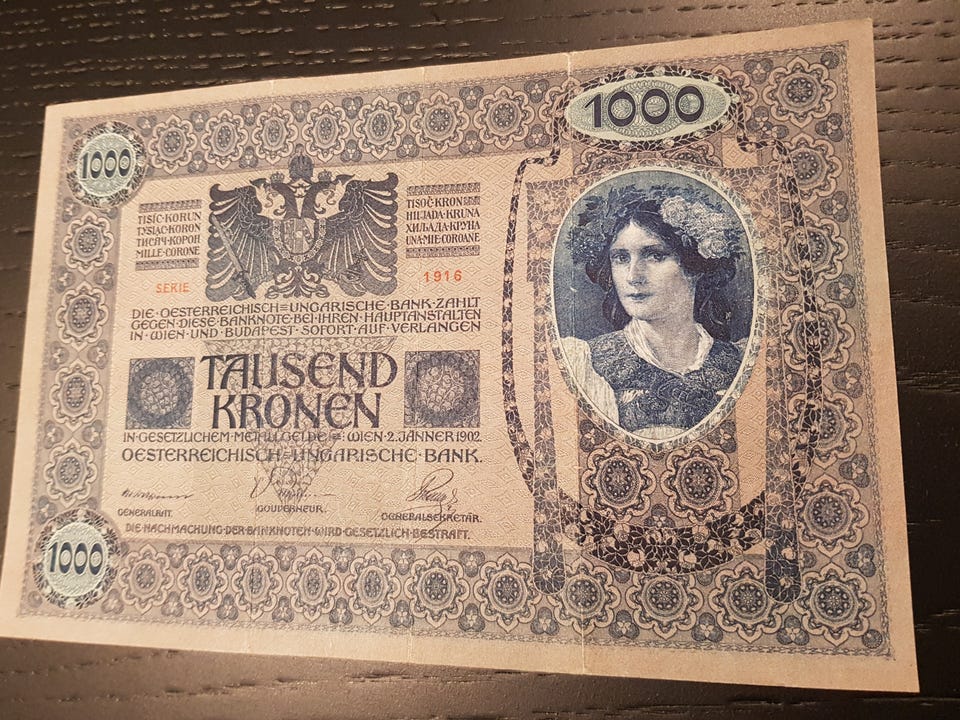 1000
1000
TISÍC-KORUN
TYSIĄC-KORON
ТИСЯЧ-КОРОН
MILLE-CORONE
TISOČ-KRON
HILJADA-KRUNA
ХИЉАДА-КРУНА
UNA-MIE-COROANE
SERIE
1916
DIE-OESTERREICHISCH=UNGARISCHE-BANK-ZAHLT
GEGEN-DIESE-BANKNOTE-BEI-IHREN-HAUPTANSTALTEN
IN-WIEN-UND-BUDAPEST-SOFORT-AUF-VERLANGEN
TAUSEND
KRONEN
IN-GESETZLICHEM-METALLGELDE=:WIEN-2.JÄNNER 1902.
OESTERREICHISCH=UNGARISCHE-BANK.
GENERALRAT.
GOUVERNEUR.
GENERALSEKRETÄR.
DIE-NACHMACHUNG-DER-BANKNOTEN-WIRD-GESETZLICH-BESTRAFT.
1000